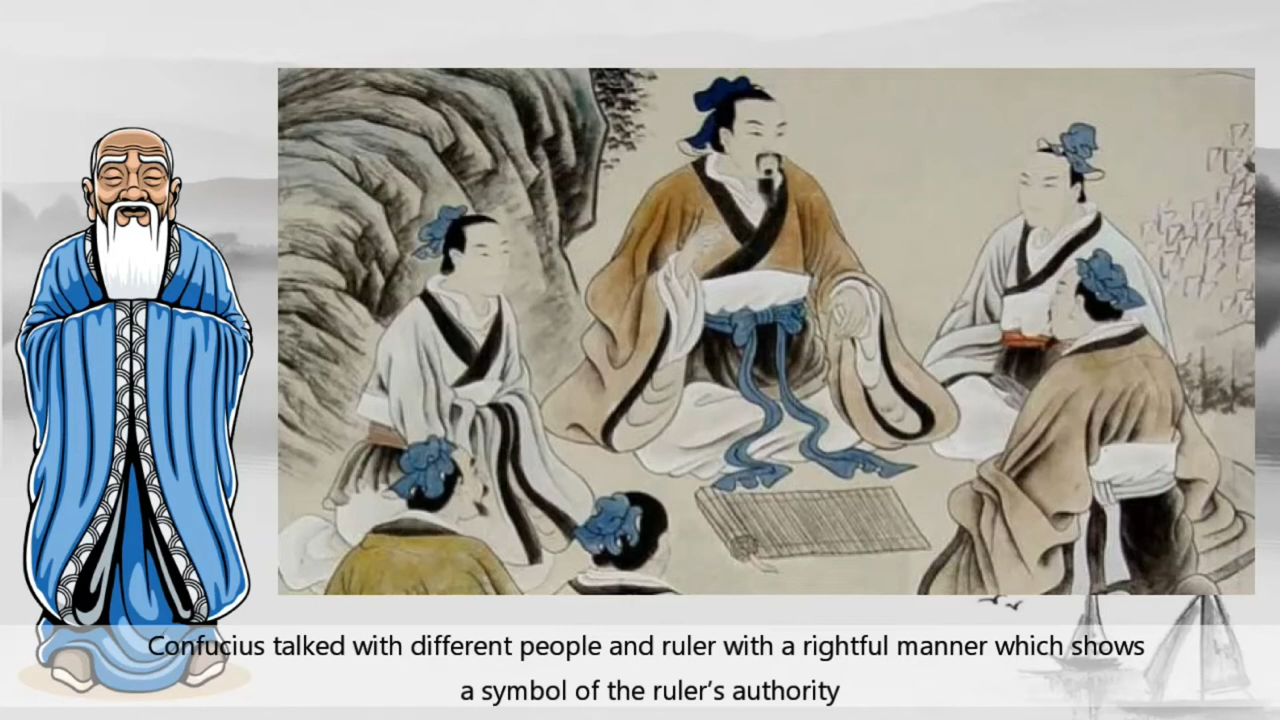 Confucius talked with different people and ruler with a rightful manner which shows
a symbol of the ruler’s authority